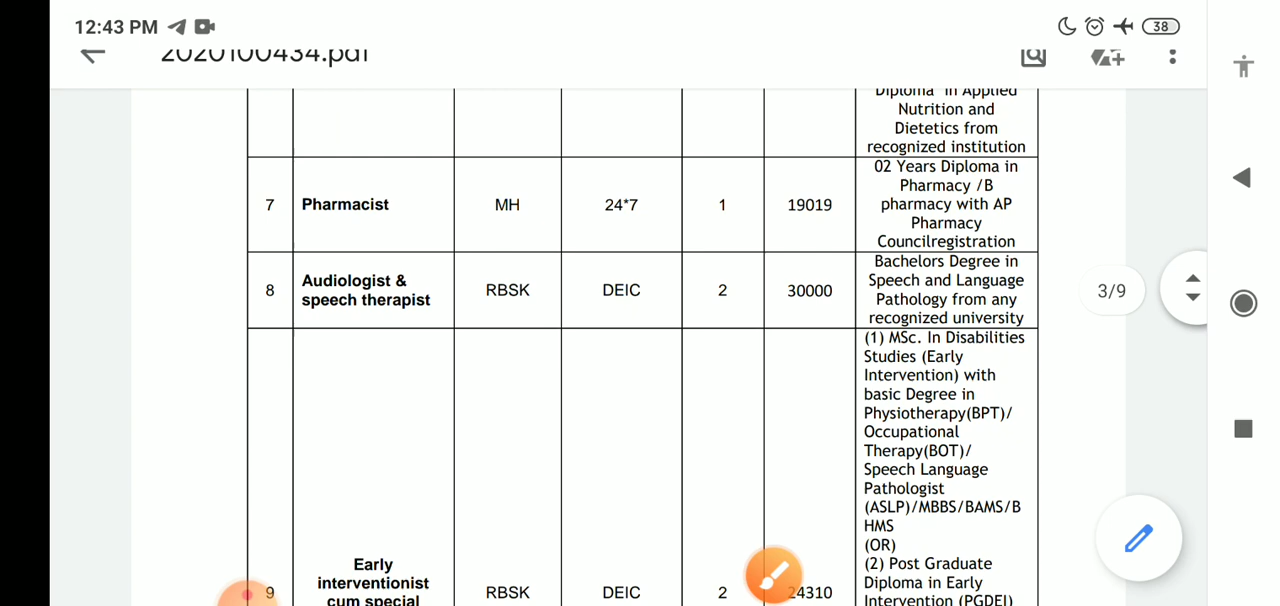 12:43 PM
38
2020100434.pdf
Diploma in Applied
Nutrition and
Dietetics from
recognized institution
7
Pharmacist
MH
24*7
1
19019
02 Years Diploma in
Pharmacy /B
pharmacy with AP
Pharmacy
Councilregistration
8
Audiologist &
speech therapist
RBSK
DEIC
2
30000
Bachelors Degree in
Speech and Language
Pathology from any
recognized university
3/9
9
Early
interventionist
cum special
RBSK
DEIC
2
24310
(1) MSc. In Disabilities
Studies (Early
Intervention) with
basic Degree in
Physiotherapy(BPT)/
Occupational
Therapy(BOT)/
Speech Language
Pathologist
(ASLP)/MBBS/BAMS/B
HMS
(OR)
(2) Post Graduate
Diploma in Early
Intervention (PGDEI)